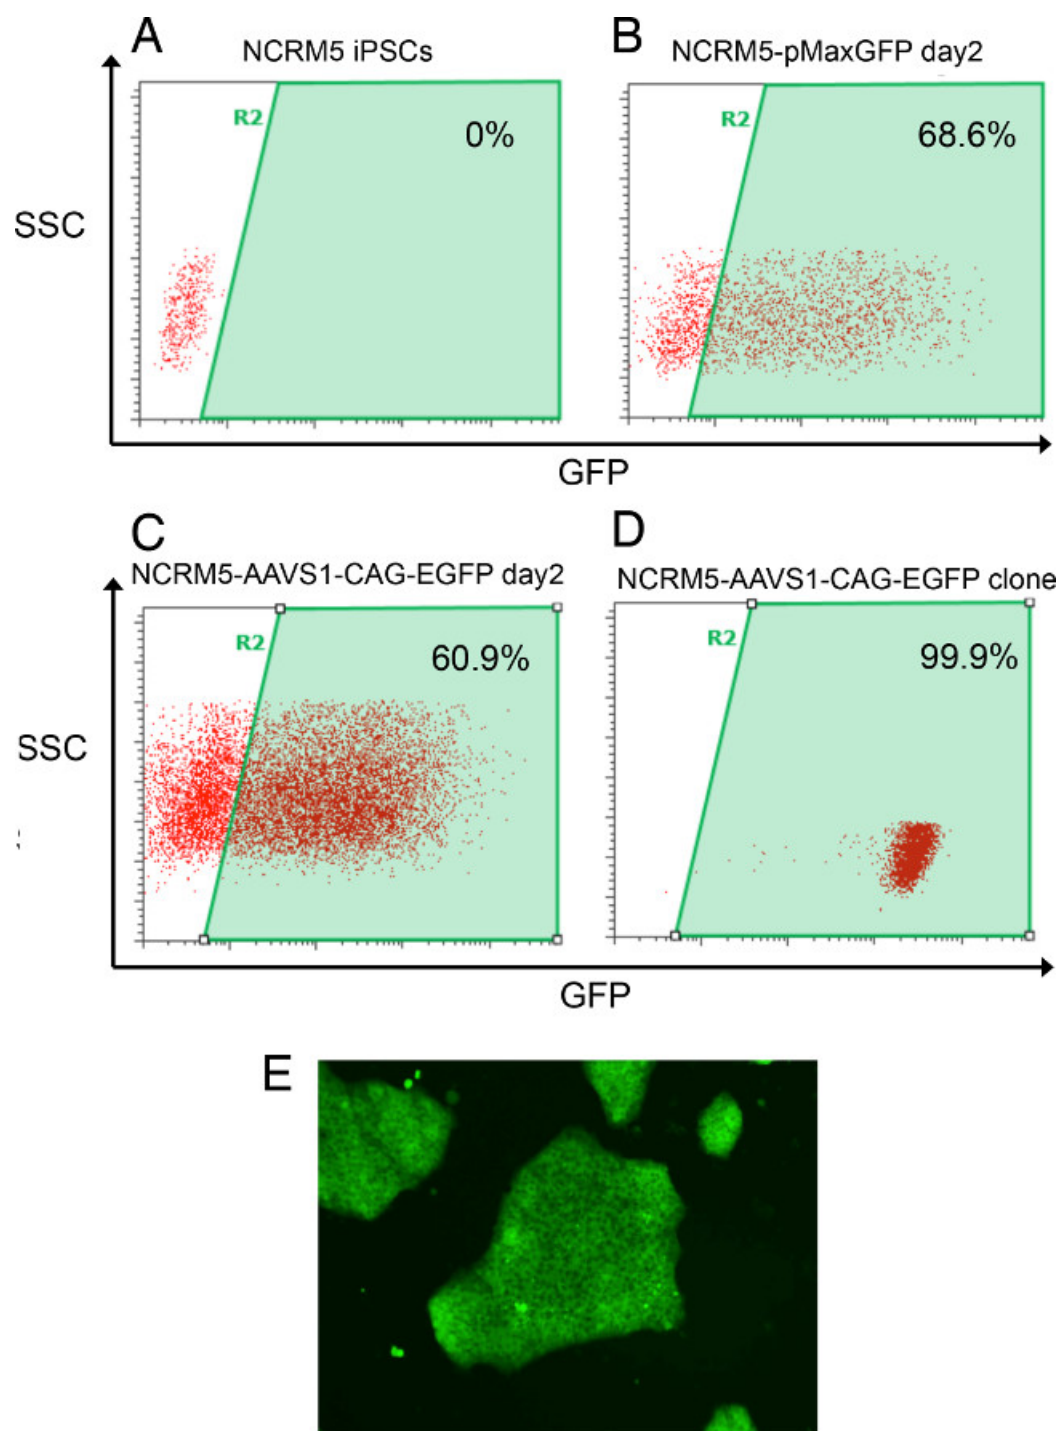 A
NCRM5 iPSCs
R2
0%
B
NCRM5-pMaxGFP day2
R2
68.6%
SSC
GFP
C
NCRM5-AAVS1-CAG-EGFP day2
R2
60.9%
D
NCRM5-AAVS1-CAG-EGFP clone
R2
99.9%
SSC
GFP
E